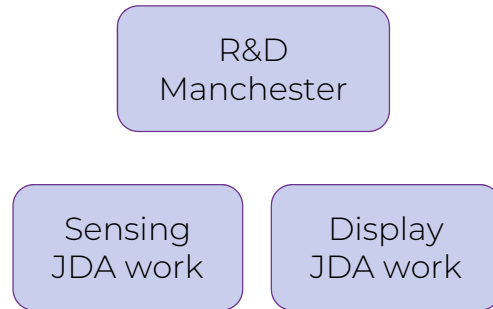 R&D
Manchester
Sensing
JDA work
Display
JDA work